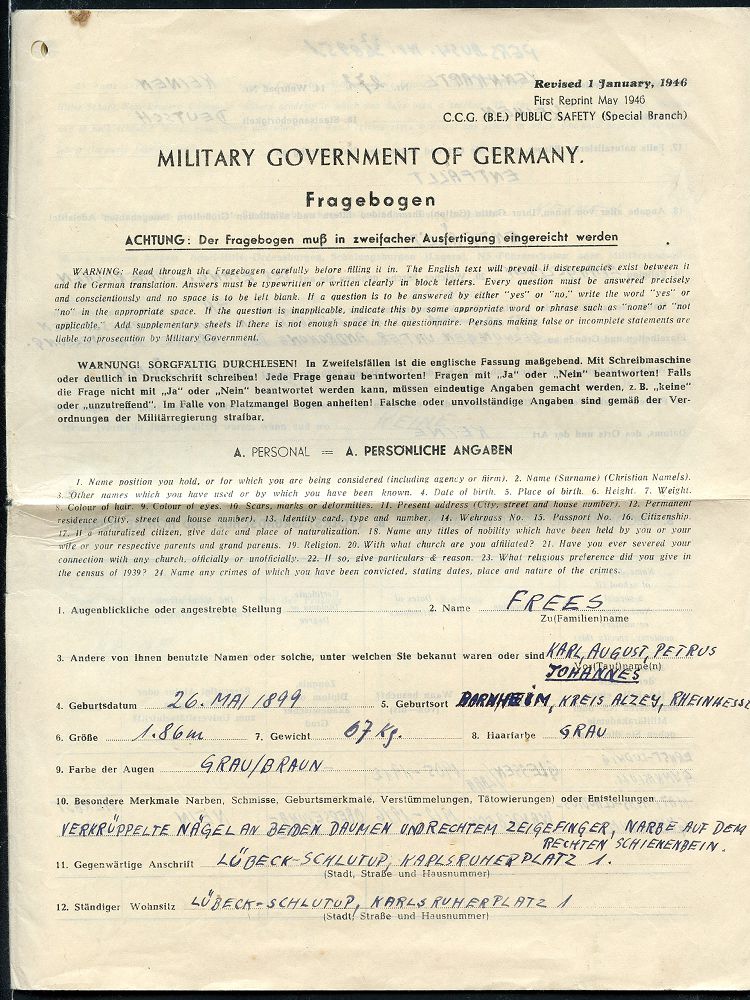 Revised 1 January, 1946
First Reprint May 1946
C.C.G. (B.E.) PUBLIC SAFETY (Special Branch)
MILITARY GOVERNMENT OF GERMANY.
Fragebogen
ACHTUNG: Der Fragebogen muß in zweifacher Ausfertigung eingereicht werden
WARNING: Read through the Fragebogen carefully before filling it in. The English text will prevail if discrepancies exist between it
and the German translation. Answers must be typewritten or written clearly in block letters. Every question must be answered precisely
and conscientiously and no space is to be left blank. If a question is to be answered by either "yes" or "no," write the word "yes" or
"no" in the appropriate space. If the question is inapplicable, indicate this by some appropriate word or phrase such as "none" or "not
applicable." Add supplementary sheets if there is not enough space in the questionnaire. Persons making false or incomplete statements are
liable to prosecution by Military Government.
WARNUNG! SORGFÄLTIG DURCHLESEN! In Zweifelsfällen ist die englische Fassung maßgebend. Mit Schreibmaschine
oder deutlich in Druckschrift schreiben! Jede Frage genau beantworten! Fragen mit „Ja" oder „Nein" beantworten! Falls
die Frage nicht mit „Ja" oder „Nein" beantwortet werden kann, müssen eindeutige Angaben gemacht werden, z. B. „keine"
oder „unzutreffend". Im Falle von Platzmangel Bogen anheften! Falsche oder unvollständige Angaben sind gemäß der Ver-
ordnungen der Militärregierung strafbar.
A. PERSONAL = A. PERSÖNLICHE ANGABEN
1. Name position you hold, or for which you are being considered (including agency or firm). 2. Name (Surname) (Christian Names).
3. Other names which you have used or by which you have been known. 4. Date of birth. 5. Place of birth. 6. Height. 7. Weight.
8. Colour of hair. 9. Colour of eyes. 10. Scars, marks or deformities. 11. Present address (City, street and house number). 12. Permanent
residence (City, street and house number). 13. Identity card, type and number. 14. Wehrpass No. 15. Passport No. 16. Citizenship.
17. If a naturalized citizen, give date and place of naturalization. 18. Name any titles of nobility which have been held by you or your
wife or your respective parents and grand parents. 19. Religion. 20. With what church are you affiliated? 21. Have you ever severed your
connection with any church, officially or unofficially. 22. If so, give particulars & reason. 23. What religious preference did you give in
the census of 1939? 24. Name any crimes of which you have been convicted, stating dates, place and nature of the crimes.
1. Augenblickliche oder angestrebte Stellung 2. Name FREES
Zu(Familien)name
3. Andere von Ihnen benutzte Namen oder solche, unter welchen Sie bekannt waren oder sind KARL, AUGUST, PETRUS
Vor(Tauf)name(n)
JOHANNES
4. Geburtsdatum 26. MAI 1899 5. Geburtsort BORNHEIM, KREIS ALZEY, RHEINHESS
6. Größe 1.86m 7. Gewicht 67 Kg. 8. Haarfarbe GRAU
9. Farbe der Augen GRAU/BRAUN
10. Besondere Merkmale Narben, Schmisse, Geburtsmerkmale, Verstümmelungen, Tätowierungen) oder Entstellungen
VERKRÜPPELTE NÄGEL AN BEIDEN DAUMEN UND RECHTEM ZEIGEFINGER, NARBE AUF DEM
RECHTEN SCHIENENBEIN.
11. Gegenwärtige Anschrift LÜBECK-SCHLUTUP, KARLSRUHERPLATZ 1.
(Stadt, Straße und Hausnummer)
12. Ständiger Wohnsitz LÜBECK-SCHLUTUP, KARLSRUHERPLATZ 1
(Stadt, Straße und Hausnummer)